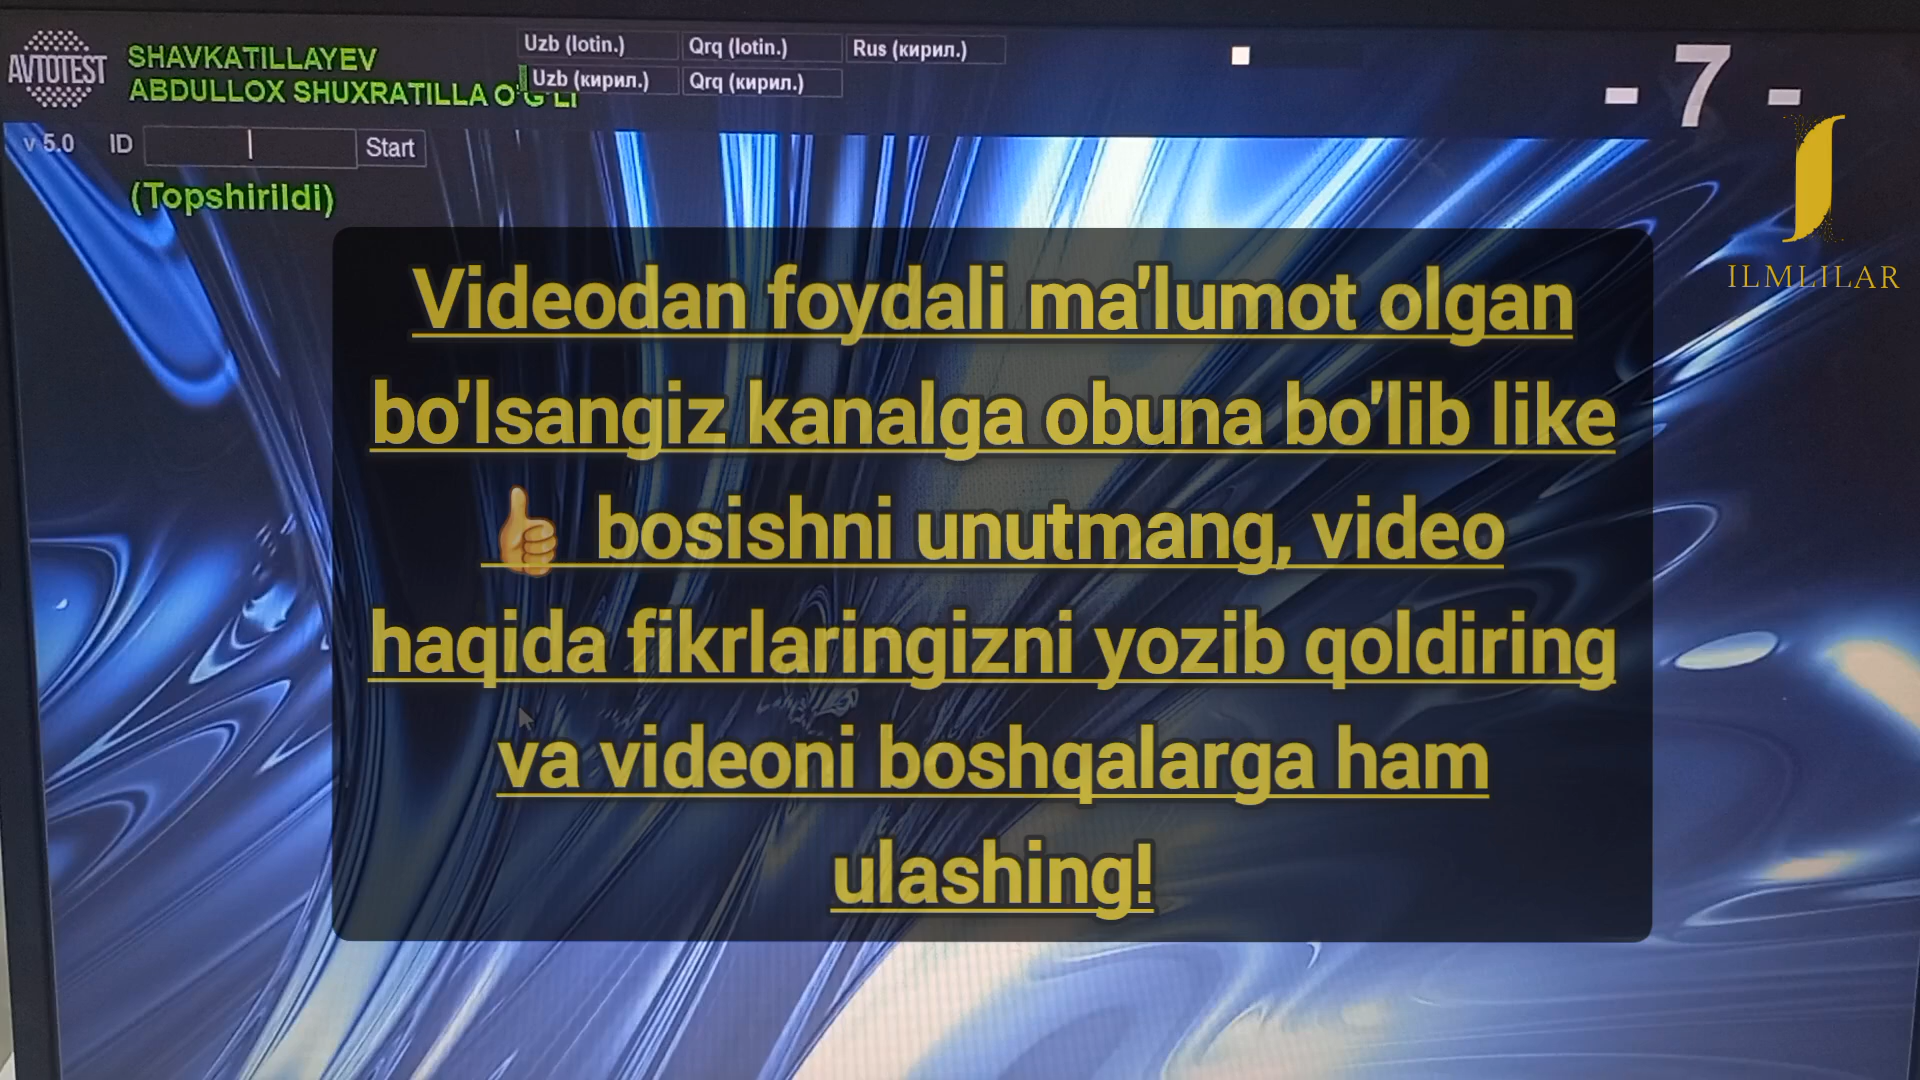 AVTOTEST
SHAVKATILLAYEV
ABDULLOX SHUXRATILLA O'G'LI
Uzb (lotin.)
Qrq (lotin.)
Rus (кирил.)
Uzb (кирил.)
Qrq (кирил.)
- 7 -
v 5.0
ID
Start
(Topshirildi)
ILMLILAR
Videodan foydali ma'lumot olgan
bo'lsangiz kanalga obuna bo'lib like
👍 bosishni unutmang, video
haqida fikrlaringizni yozib qoldiring
va videoni boshqalarga ham
ulashing!